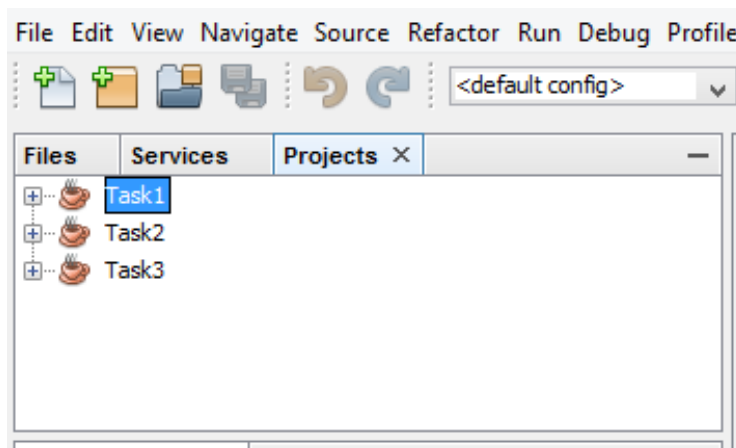 File Edit View Navigate Source Refactor Run Debug Profile
<default config>
Files Services Projects
Task1
Task2
Task3